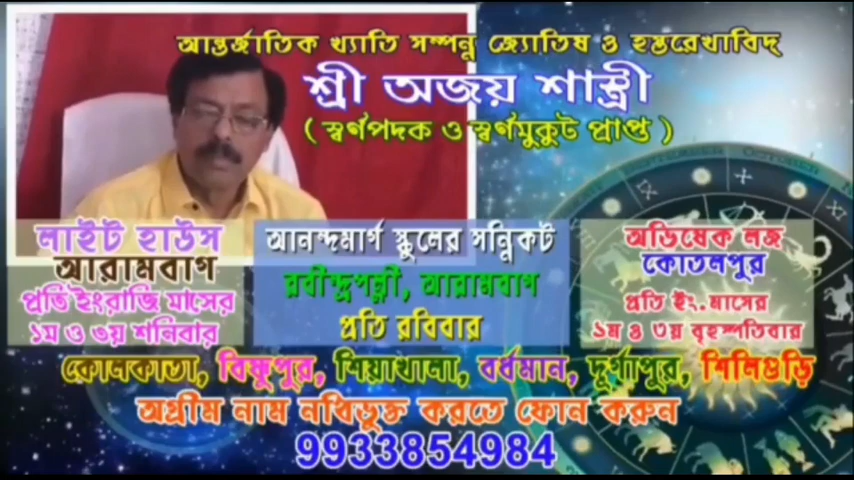 আন্তর্জাতিক খ্যাতি সম্পন্ন জ্যোতিষ ও হস্তরেখাবিদ্
শ্রী অজয় শাস্ত্রী
( স্বর্ণপদক ও স্বর্ণমুকুট প্রাপ্ত )
লাইট হাউস
আরামবাগ
প্রতি ইংরাজি মাসের
১ম ও ৩য় শনিবার
আনন্দমার্গ স্কুলের সন্নিকট
রবীন্দ্রপল্লী, আরামবাগ
প্রতি রবিবার
অভিষেক লজ
কোতলপুর
প্রতি ইং.মাসের
১ম ও ৩য় বৃহস্পতিবার
কোলকাতা, বিষ্ণুপুর, শিয়াখালা, বর্ধমান, দুর্গাপুর, শিলিগুড়ি
অগ্রীম নাম নথিভুক্ত করতে ফোন করুন
9933854984